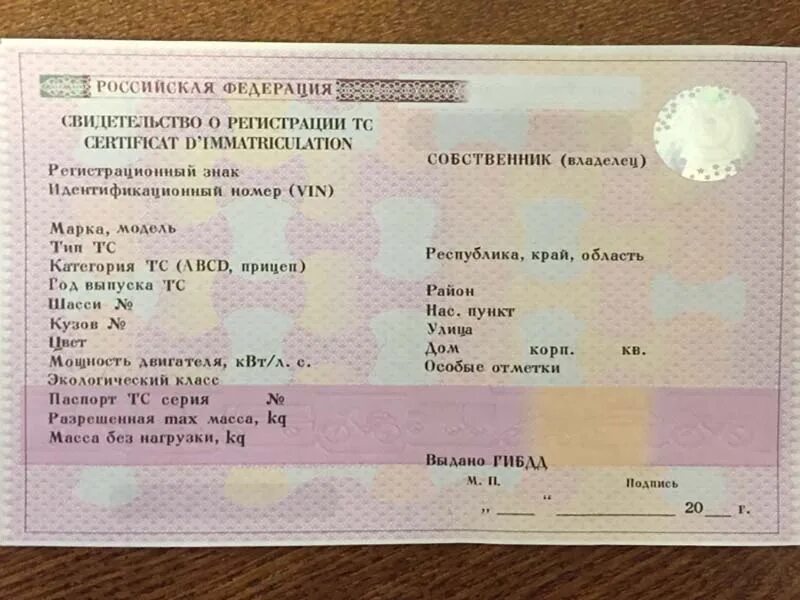 РОССИЙСКАЯ ФЕДЕРАЦИЯ
СВИДЕТЕЛЬСТВО О РЕГИСТРАЦИИ ТС
CERTIFICAT D'IMMATRICULATION
Регистрационный знак
Идентификационный номер (VIN)
Марка, модель
Тип ТС
Категория ТС (ABCD, прицеп)
Год выпуска ТС
Шасси №
Кузов №
Цвет
Мощность двигателя, кВт/л. с.
Экологический класс
Паспорт ТС серия №
Разрешенная max масса, kq
Масса без нагрузки, kq
СОБСТВЕННИК (владелец)
Республика, край, область
Район
Нас. пункт
Улица
Дом корп. кв.
Особые отметки
Выдано ГИБДД
М. П. Подпись
„ ____ “ ______________ 20___ г.